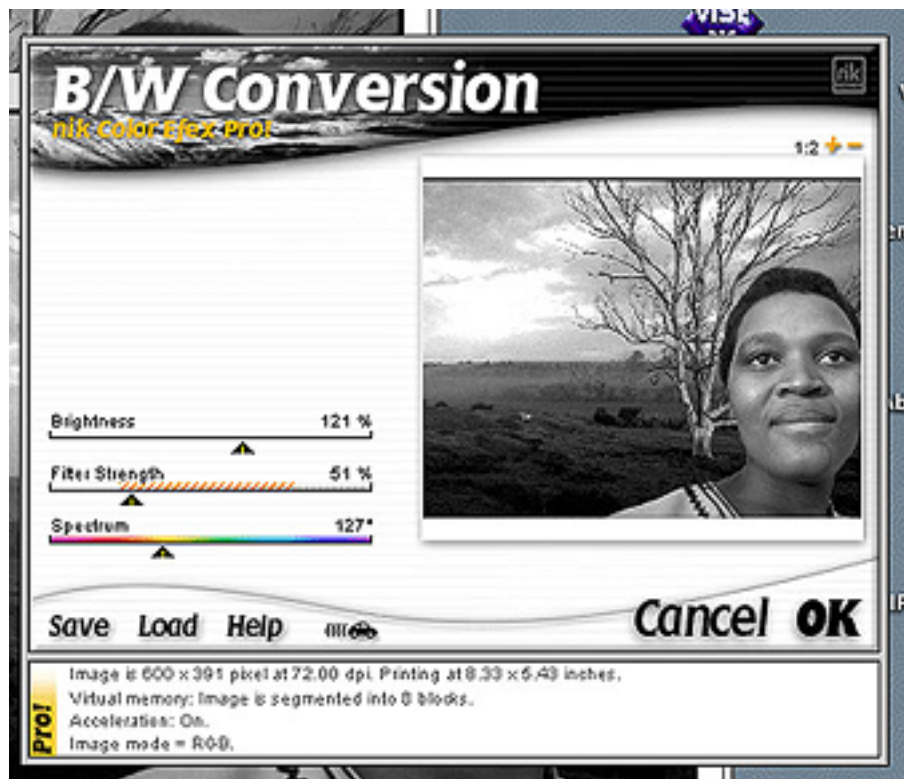 VISE
B/W Conversion
nik
nik Color Efex Pro!
1:2 + −
Brightness 121 %
Filter Strength 51 %
Spectrum 127°
Save Load Help Cancel OK
Pro!
Image is 600 x 391 pixel at 72.00 dpi. Printing at 8.33 x 5.43 inches.
Virtual memory: Image is segmented into 8 blocks.
Acceleration: On.
Image mode = RGB.